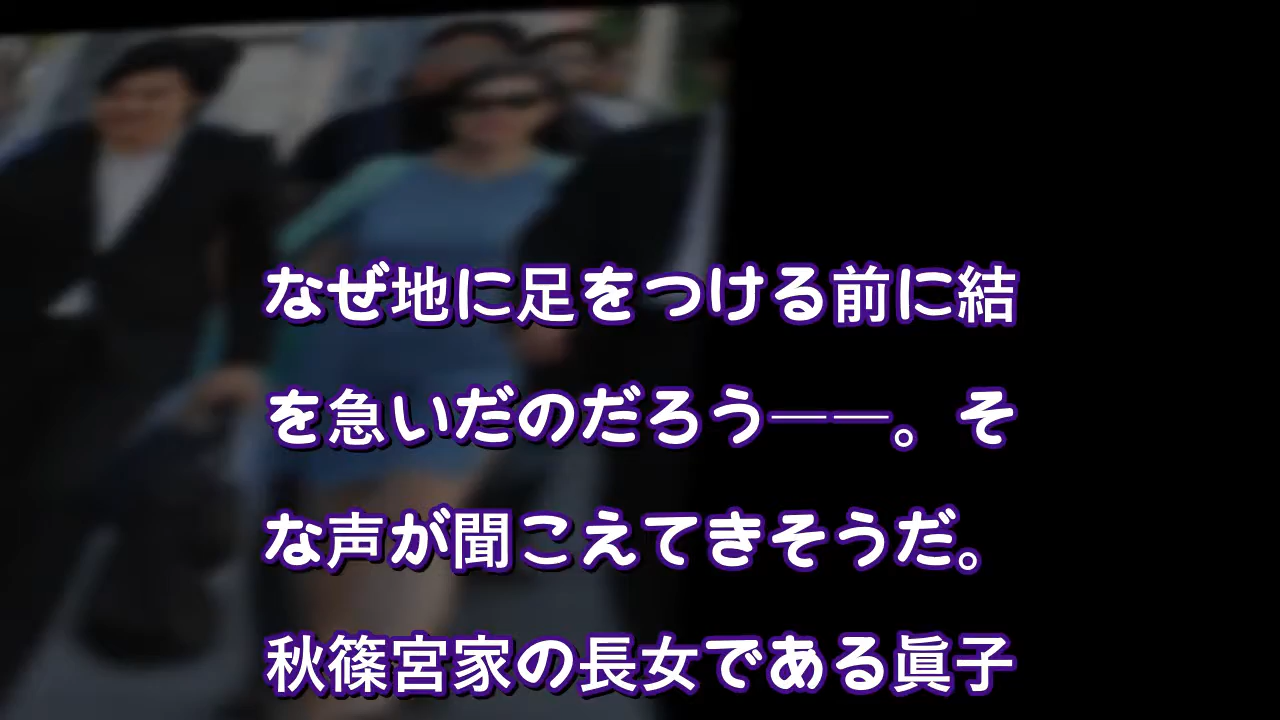 なぜ地に足をつける前に結
を急いだのだろう――。そ
な声が聞こえてきそうだ。
秋篠宮家の長女である眞子